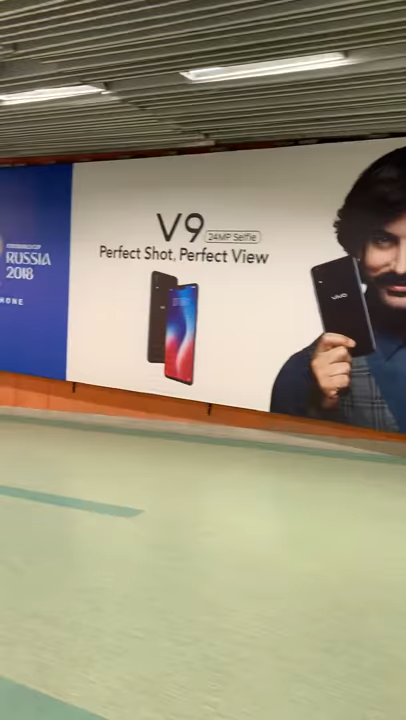 RUSSIA
2018
HONE
V9 24MP Selfie
Perfect Shot, Perfect View
vivo